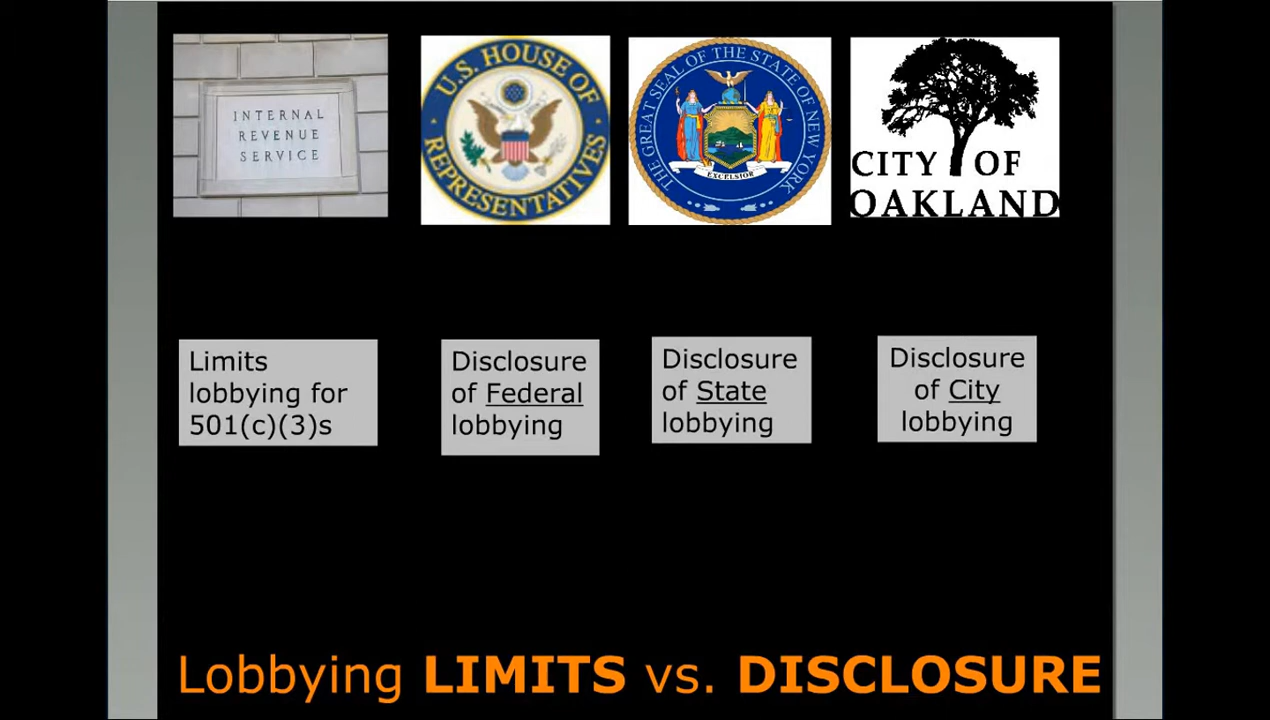 INTERNAL
REVENUE
SERVICE
U.S. HOUSE OF
REPRESENTATIVES
THE GREAT SEAL OF THE STATE OF NEW YORK
EXCELSIOR
CITY OF
OAKLAND
Limits
lobbying for
501(c)(3)s
Disclosure
of Federal
lobbying
Disclosure
of State
lobbying
Disclosure
of City
lobbying
Lobbying LIMITS vs. DISCLOSURE